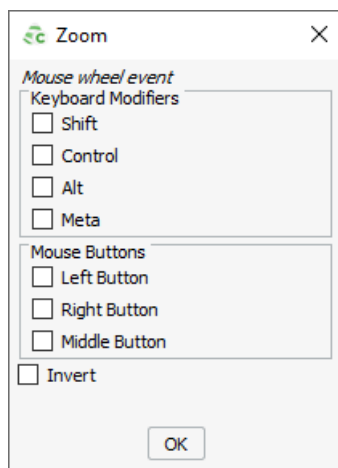 c Zoom
Mouse wheel event
Keyboard Modifiers
Shift
Control
Alt
Meta
Mouse Buttons
Left Button
Right Button
Middle Button
Invert
OK